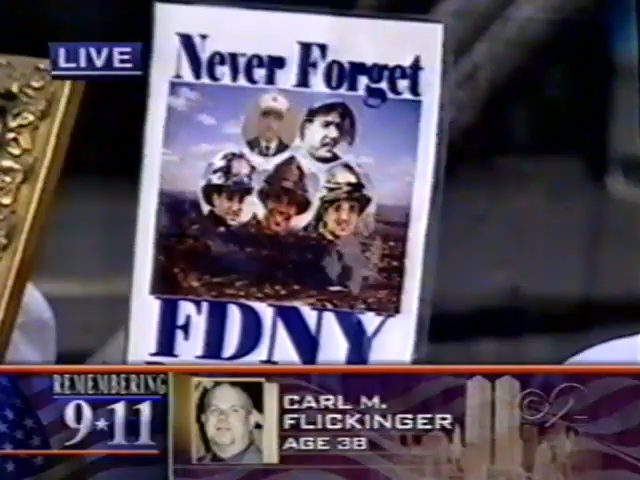 LIVE
Never Forget
FDNY
REMEMBERING
9★11
CARL M.
FLICKINGER
AGE 38